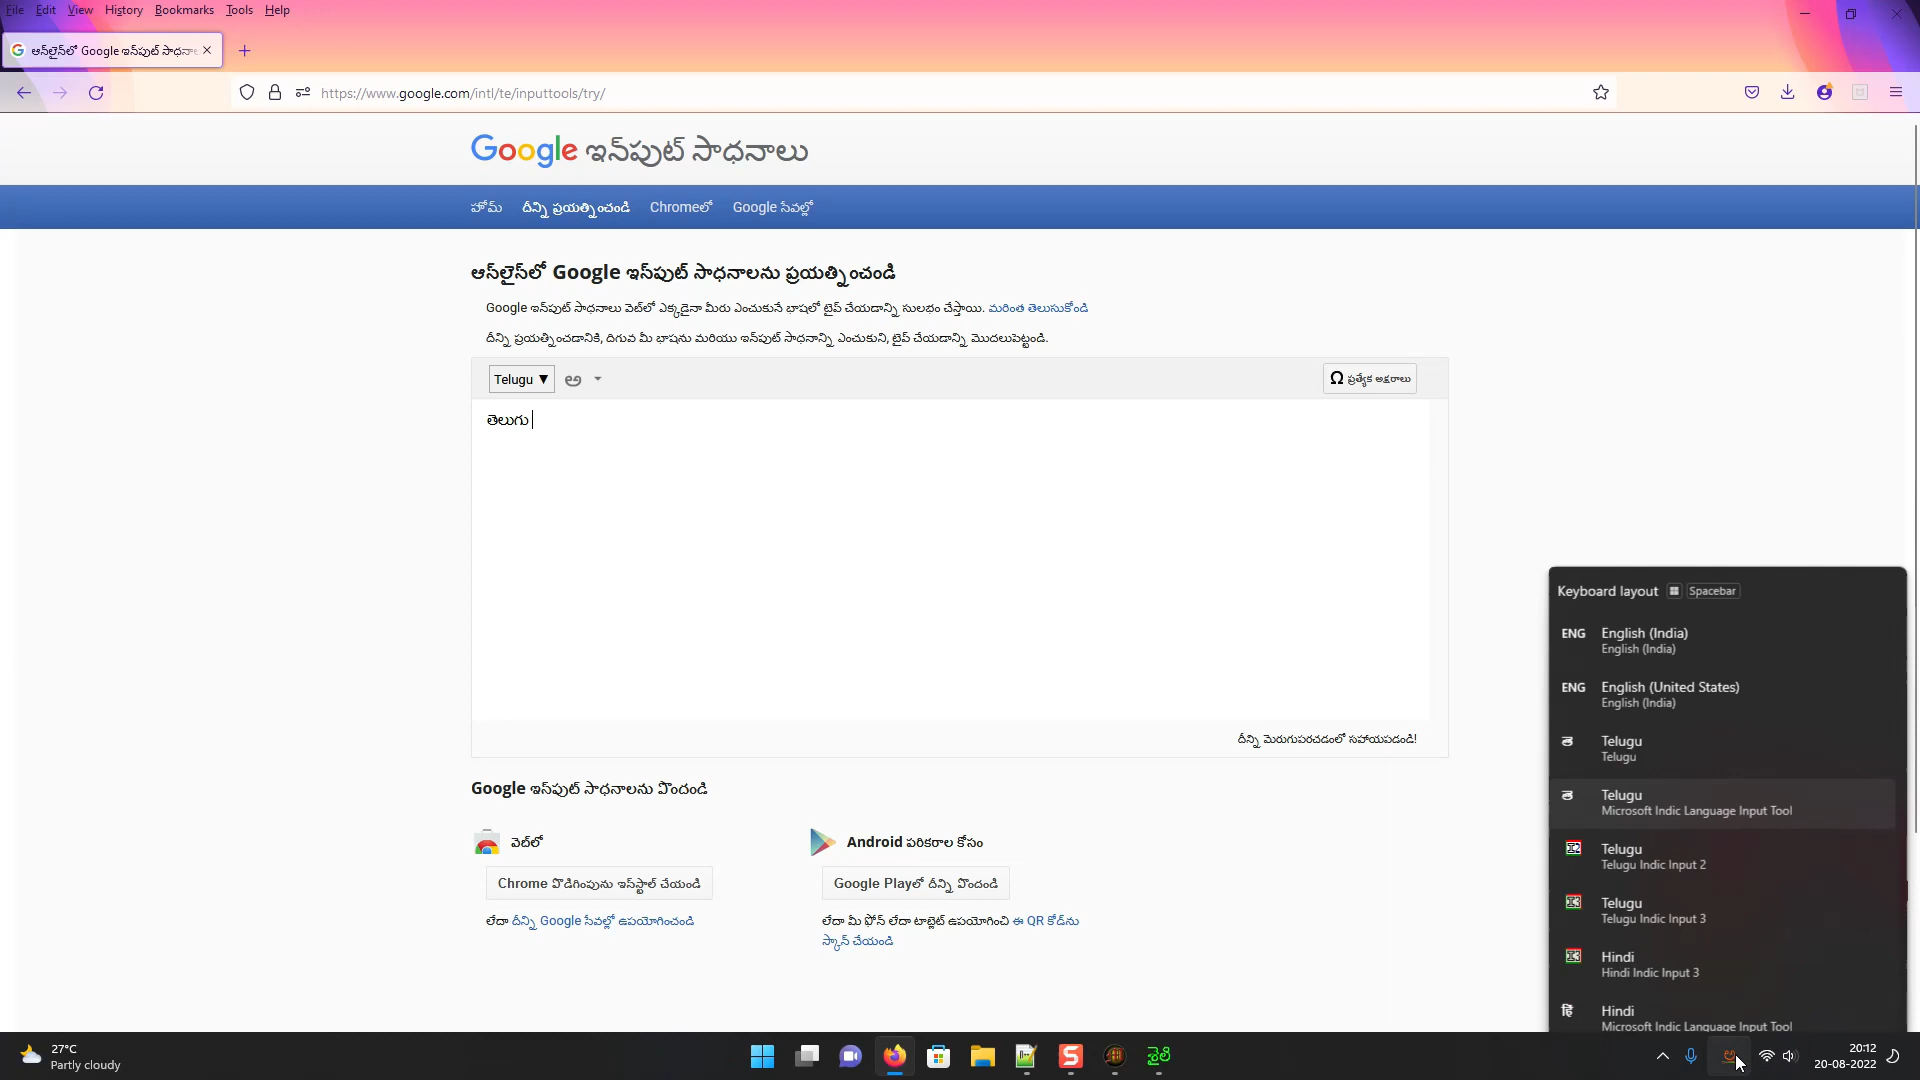 File Edit View History Bookmarks Tools Help
ఆన్‌లైన్‌లో Google ఇన్‌పుట్ సాధనాల
https://www.google.com/intl/te/inputtools/try/
Google ఇన్‌పుట్ సాధనాలు
హోమ్ దీన్ని ప్రయత్నించండి Chromeలో Google సేవల్లో
ఆన్‌లైన్‌లో Google ఇన్‌పుట్ సాధనాలను ప్రయత్నించండి
Google ఇన్‌పుట్ సాధనాలు వెబ్‌లో ఎక్కడైనా మీరు ఎంచుకునే భాషలో టైప్ చేయడాన్ని సులభం చేస్తాయి. మరింత తెలుసుకోండి
దీన్ని ప్రయత్నించడానికి, దిగువ మీ భాషను మరియు ఇన్‌పుట్ సాధనాన్ని ఎంచుకుని, టైప్ చేయడాన్ని మొదలుపెట్టండి.
Telugu ▼ అ Ω ప్రత్యేక అక్షరాలు
తెలుగు
దీన్ని మెరుగుపరచడంలో సహాయపడండి!
Google ఇన్‌పుట్ సాధనాలను పొందండి
వెబ్‌లో
Chrome పొడిగింపును ఇన్‌స్టాల్ చేయండి
లేదా దీన్ని Google సేవల్లో ఉపయోగించండి
Android పరికరాల కోసం
Google Playలో దీన్ని పొందండి
లేదా మీ ఫోన్ లేదా టాబ్లెట్ ఉపయోగించి ఈ QR కోడ్‌ను
స్కాన్ చేయండి
Keyboard layout Spacebar
ENG English (India)
English (India)
ENG English (United States)
English (India)
తె Telugu
Telugu
తె Telugu
Microsoft Indic Language Input Tool
Telugu
Telugu Indic Input 2
Telugu
Telugu Indic Input 3
Hindi
Hindi Indic Input 3
हिं Hindi
Microsoft Indic Language Input Tool
27°C
Partly cloudy
శైలి
20:12
20-08-2022